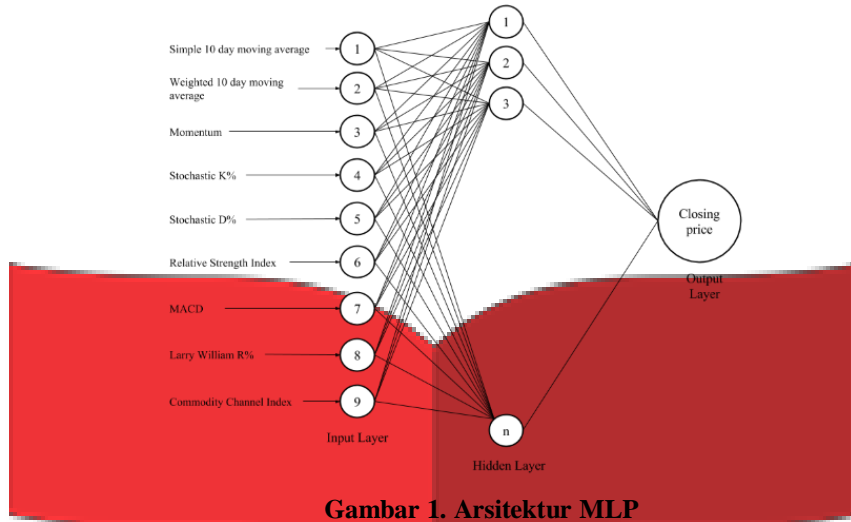 Simple 10 day moving average
Weighted 10 day moving
average
Momentum
Stochastic K%
Stochastic D%
Relative Strength Index
MACD
Larry William R%
Commodity Channel Index
1
2
3
4
5
6
7
8
9
Input Layer
1
2
3
n
Hidden Layer
Closing
price
Output
Layer
Gambar 1. Arsitektur MLP